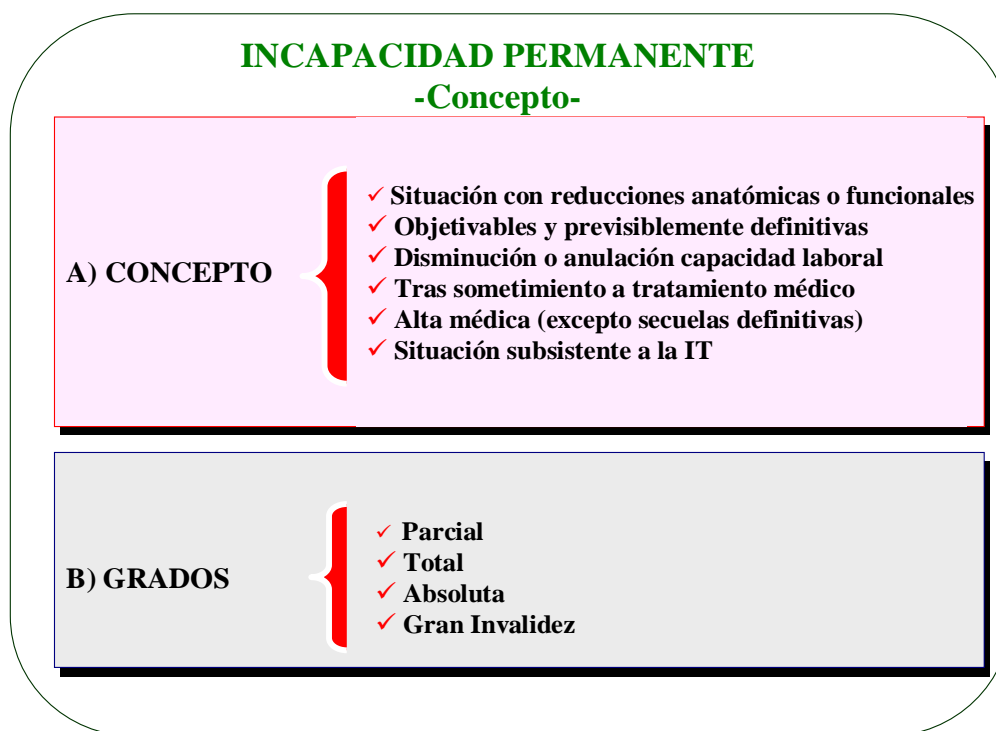 INCAPACIDAD PERMANENTE
-Concepto-
A) CONCEPTO
✓ Situación con reducciones anatómicas o funcionales
✓ Objetivables y previsiblemente definitivas
✓ Disminución o anulación capacidad laboral
✓ Tras sometimiento a tratamiento médico
✓ Alta médica (excepto secuelas definitivas)
✓ Situación subsistente a la IT
B) GRADOS
✓ Parcial
✓ Total
✓ Absoluta
✓ Gran Invalidez